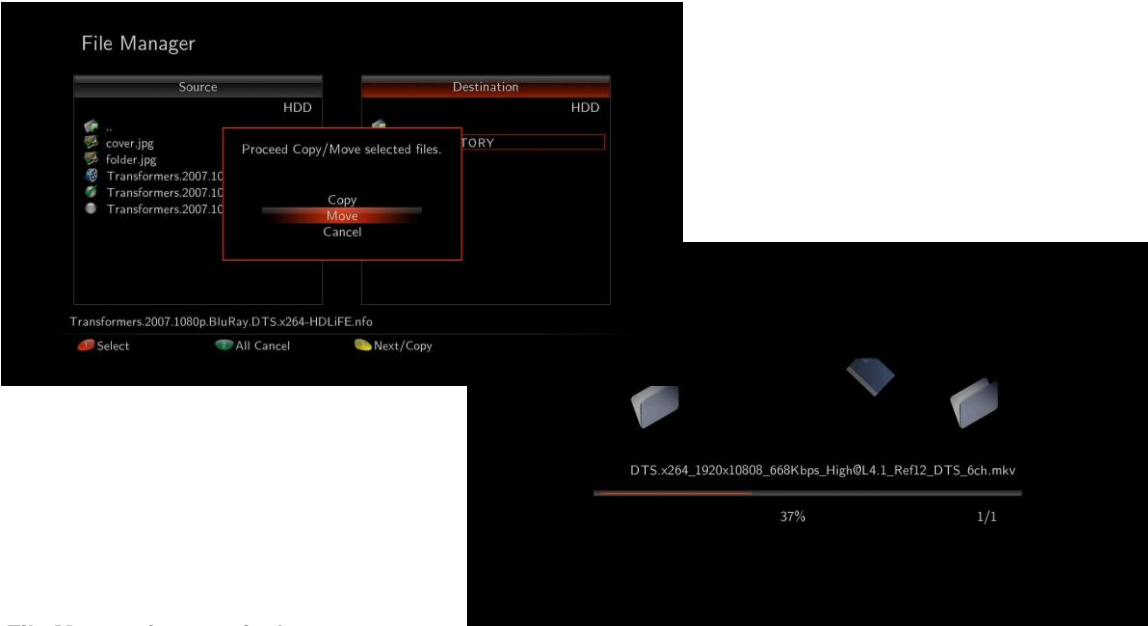 File Manager
Source
Destination
HDD
HDD
..
cover.jpg
folder.jpg
Transformers.2007.10
Transformers.2007.10
Transformers.2007.10
TORY
Proceed Copy/Move selected files.
Copy
Move
Cancel
Transformers.2007.1080p.BluRay.DTS.x264-HDLiFE.nfo
1 Select
2 All Cancel
Next/Copy
DTS.x264_1920x10808_668Kbps_High@L4.1_Ref12_DTS_6ch.mkv
37%
1/1